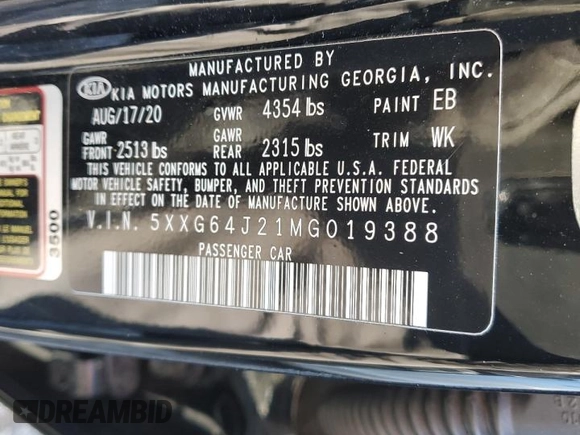 MANUFACTURED BY
KIA KIA MOTORS MANUFACTURING GEORGIA, INC.
AUG/17/20 GVWR 4354 lbs PAINT EB
GAWR FRONT 2513 lbs GAWR REAR 2315 lbs TRIM WK
THIS VEHICLE CONFORMS TO ALL APPLICABLE U.S.A. FEDERAL
MOTOR VEHICLE SAFETY, BUMPER, AND THEFT PREVENTION STANDARDS
IN EFFECT ON THE DATE OF MANUFACTURE SHOWN ABOVE.
V.I.N. 5XXG64J21MG019388
PASSENGER CAR
3500
DREAMBID